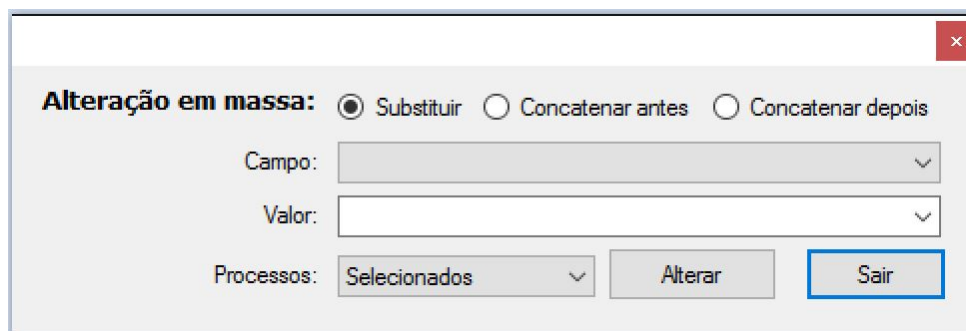 Alteração em massa: Substituir Concatenar antes Concatenar depois
Campo:
Valor:
Processos: Selecionados Alterar Sair